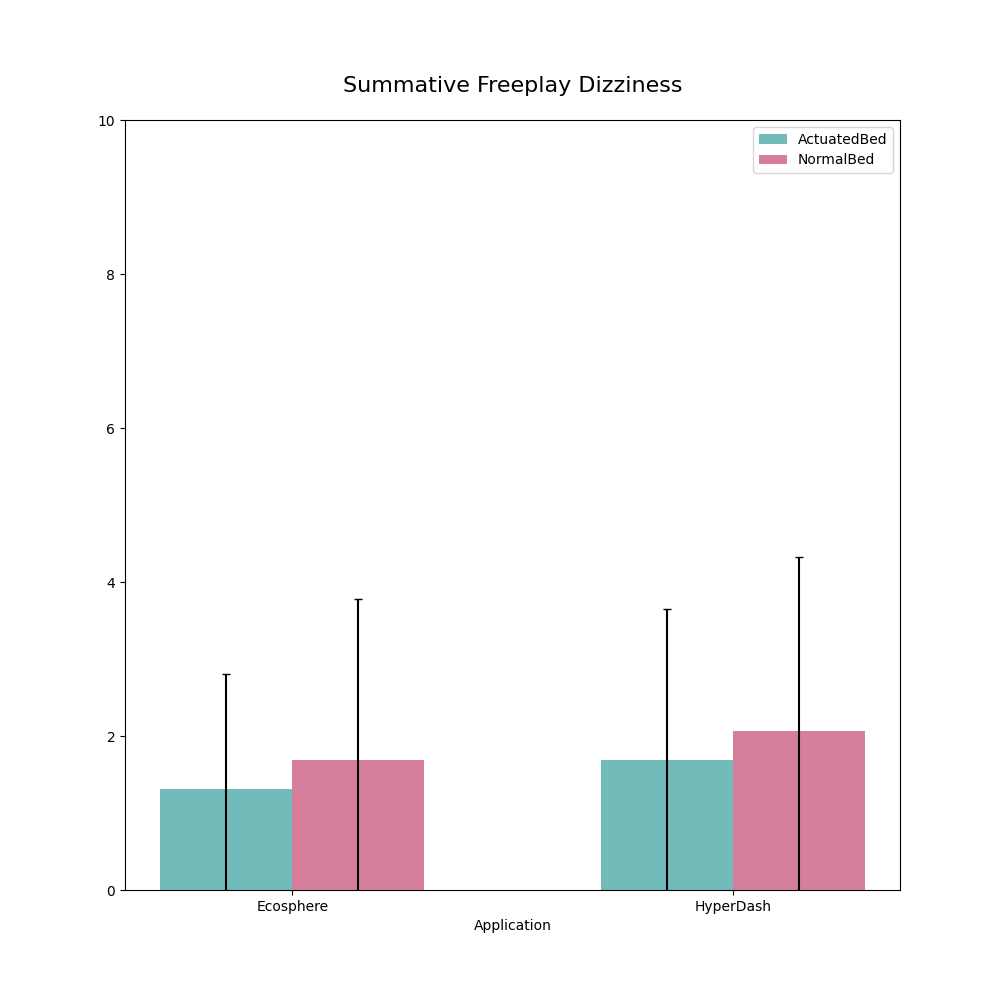 Summative Freeplay Dizziness
ActuatedBed
NormalBed
10
8
6
4
2
0
Ecosphere
HyperDash
Application